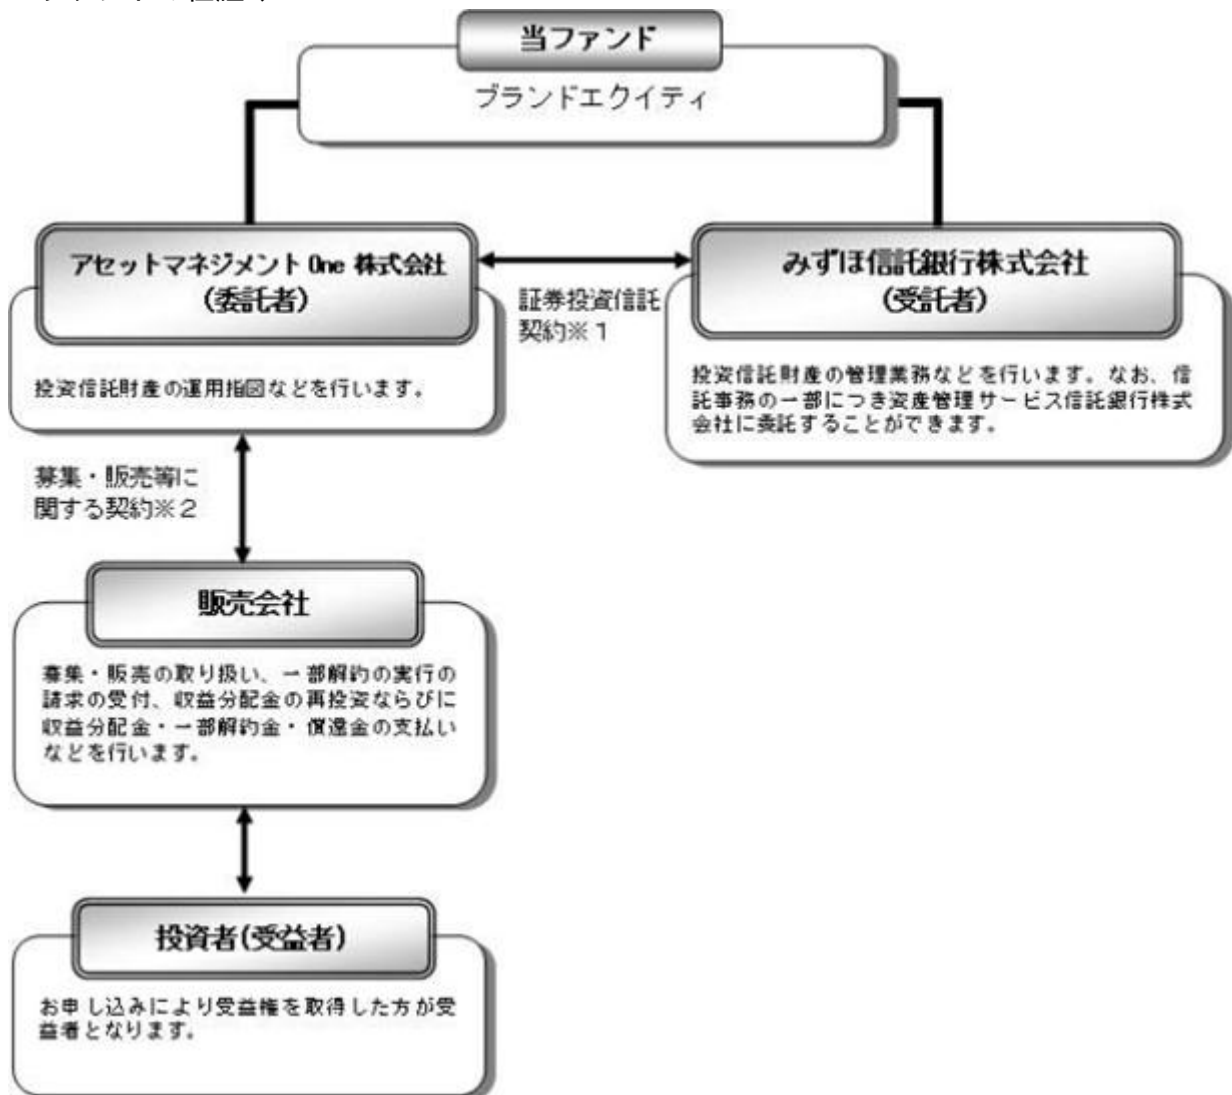 当ファンド
ブランドエクイティ
アセットマネジメント One 株式会社
(委託者)
投資信託財産の運用指図などを行います。
証券投資信託
契約※１
みずほ信託銀行株式会社
(受託者)
投資信託財産の管理業務などを行います。なお、信
託事務の一部につき資産管理サービス信託銀行株式
会社に委託することができます。
募集・販売等に
関する契約※２
販売会社
募集・販売の取り扱い、一部解約の実行の
請求の受付、収益分配金の再投資ならびに
収益分配金・一部解約金・償還金の支払い
などを行います。
投資者(受益者)
お申し込みにより受益権を取得した方が受
益者となります。